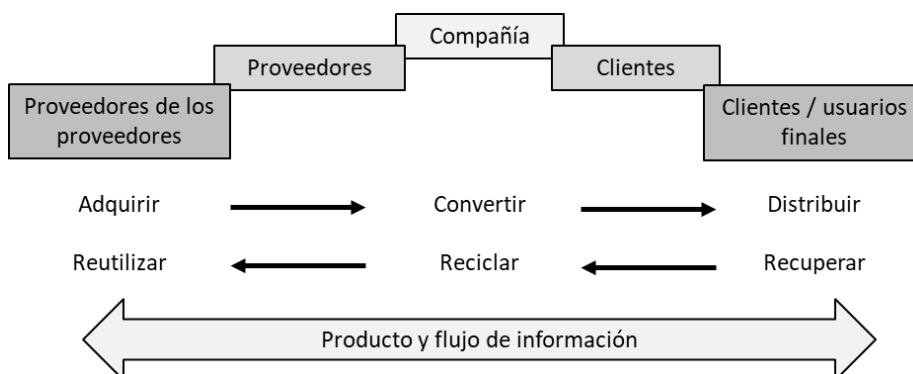 Compañía
Proveedores
Clientes
Proveedores de los
proveedores
Clientes / usuarios
finales
Adquirir
Convertir
Distribuir
Reutilizar
Reciclar
Recuperar
Producto y flujo de información